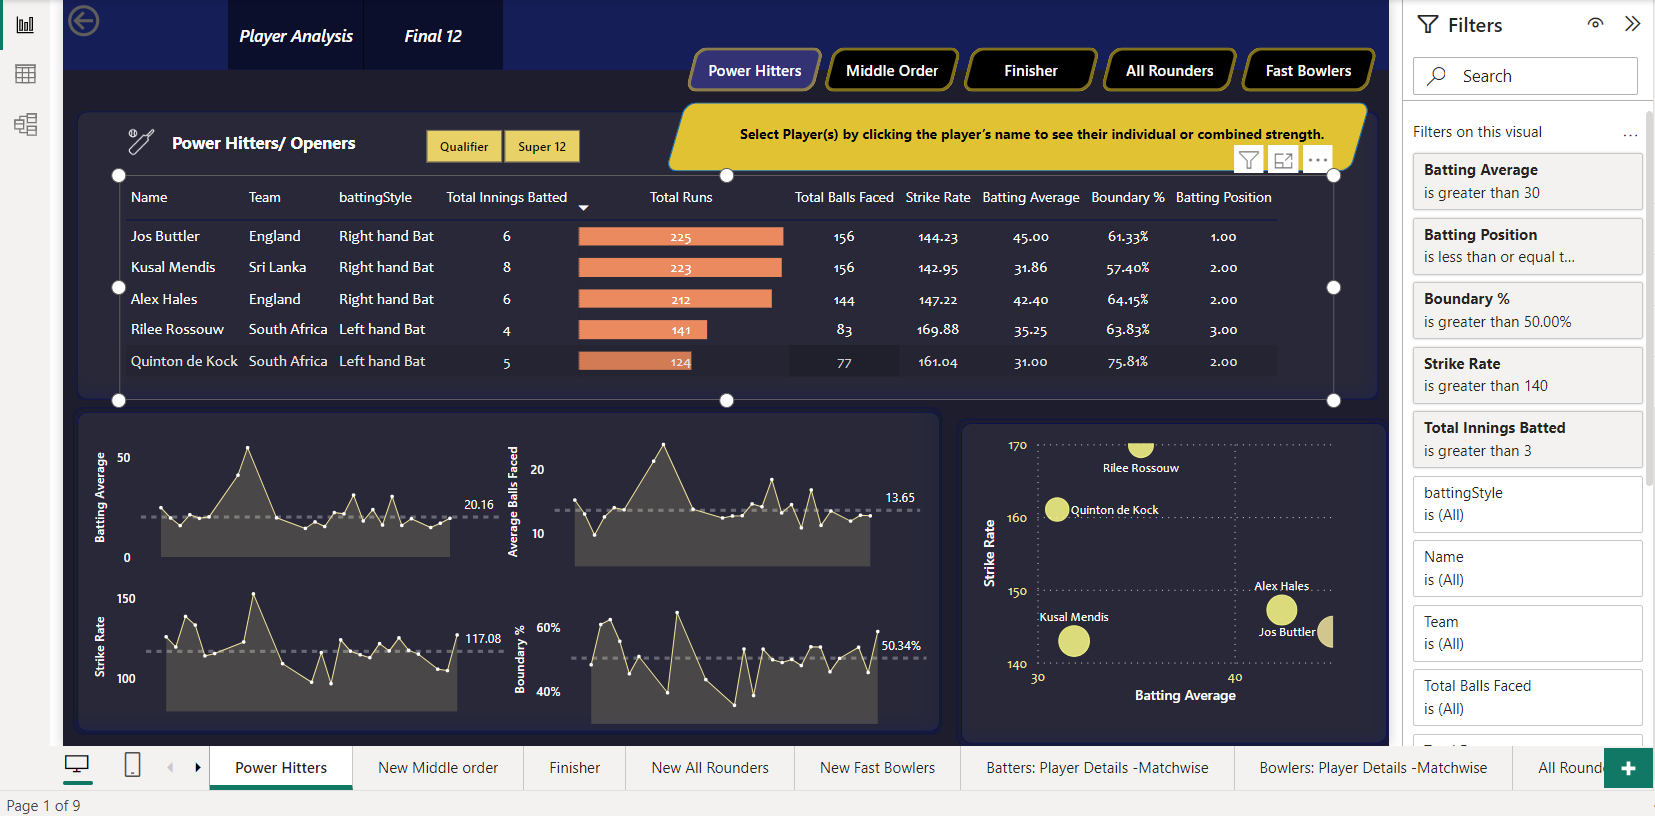 Player Analysis
Final 12
Power Hitters
Middle Order
Finisher
All Rounders
Fast Bowlers
Select Player(s) by clicking the player's name to see their individual or combined strength.
Power Hitters/ Openers
Qualifier
Super 12
Name Team battingStyle Total Innings Batted Total Runs Total Balls Faced Strike Rate Batting Average Boundary % Batting Position
Jos Buttler England Right hand Bat 6 225 156 144.23 45.00 61.33% 1.00
Kusal Mendis Sri Lanka Right hand Bat 8 223 156 142.95 31.86 57.40% 2.00
Alex Hales England Right hand Bat 6 212 144 147.22 42.40 64.15% 2.00
Rilee Rossouw South Africa Left hand Bat 4 141 83 169.88 35.25 63.83% 3.00
Quinton de Kock South Africa Left hand Bat 5 124 77 161.04 31.00 75.81% 2.00
Batting Average
50
0
20.16
Average Balls Faced
20
10
13.65
Strike Rate
150
100
117.08
Boundary %
60%
40%
50.34%
Strike Rate
170
160
150
140
Rilee Rossouw
Quinton de Kock
Alex Hales
Jos Buttler
Kusal Mendis
30
40
Batting Average
Filters
Search
Filters on this visual
Batting Average
is greater than 30
Batting Position
is less than or equal t...
Boundary %
is greater than 50.00%
Strike Rate
is greater than 140
Total Innings Batted
is greater than 3
battingStyle
is (All)
Name
is (All)
Team
is (All)
Total Balls Faced
is (All)
Power Hitters
New Middle order
Finisher
New All Rounders
New Fast Bowlers
Batters: Player Details -Matchwise
Bowlers: Player Details -Matchwise
All Round
Page 1 of 9